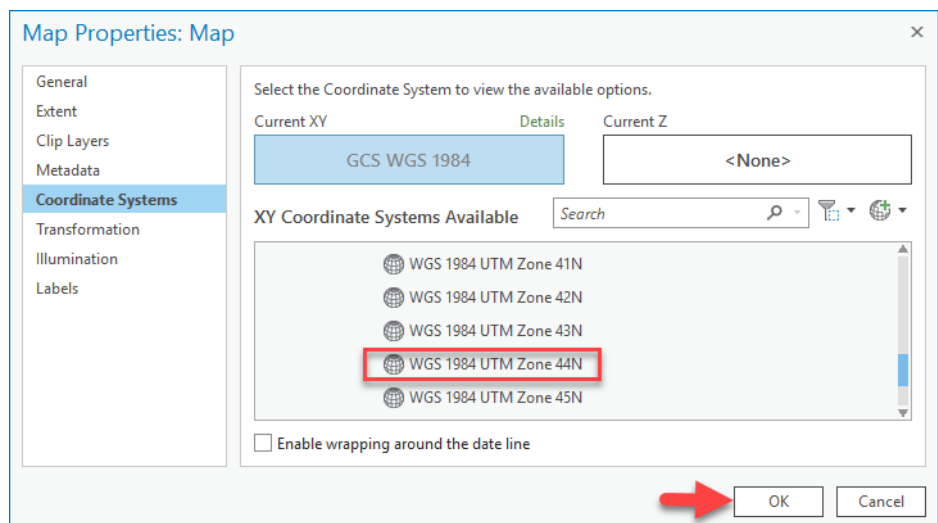 Map Properties: Map
General
Extent
Clip Layers
Metadata
Coordinate Systems
Transformation
Illumination
Labels
Select the Coordinate System to view the available options.
Current XY Details Current Z
GCS WGS 1984 <None>
XY Coordinate Systems Available Search
WGS 1984 UTM Zone 41N
WGS 1984 UTM Zone 42N
WGS 1984 UTM Zone 43N
WGS 1984 UTM Zone 44N
WGS 1984 UTM Zone 45N
Enable wrapping around the date line
OK Cancel